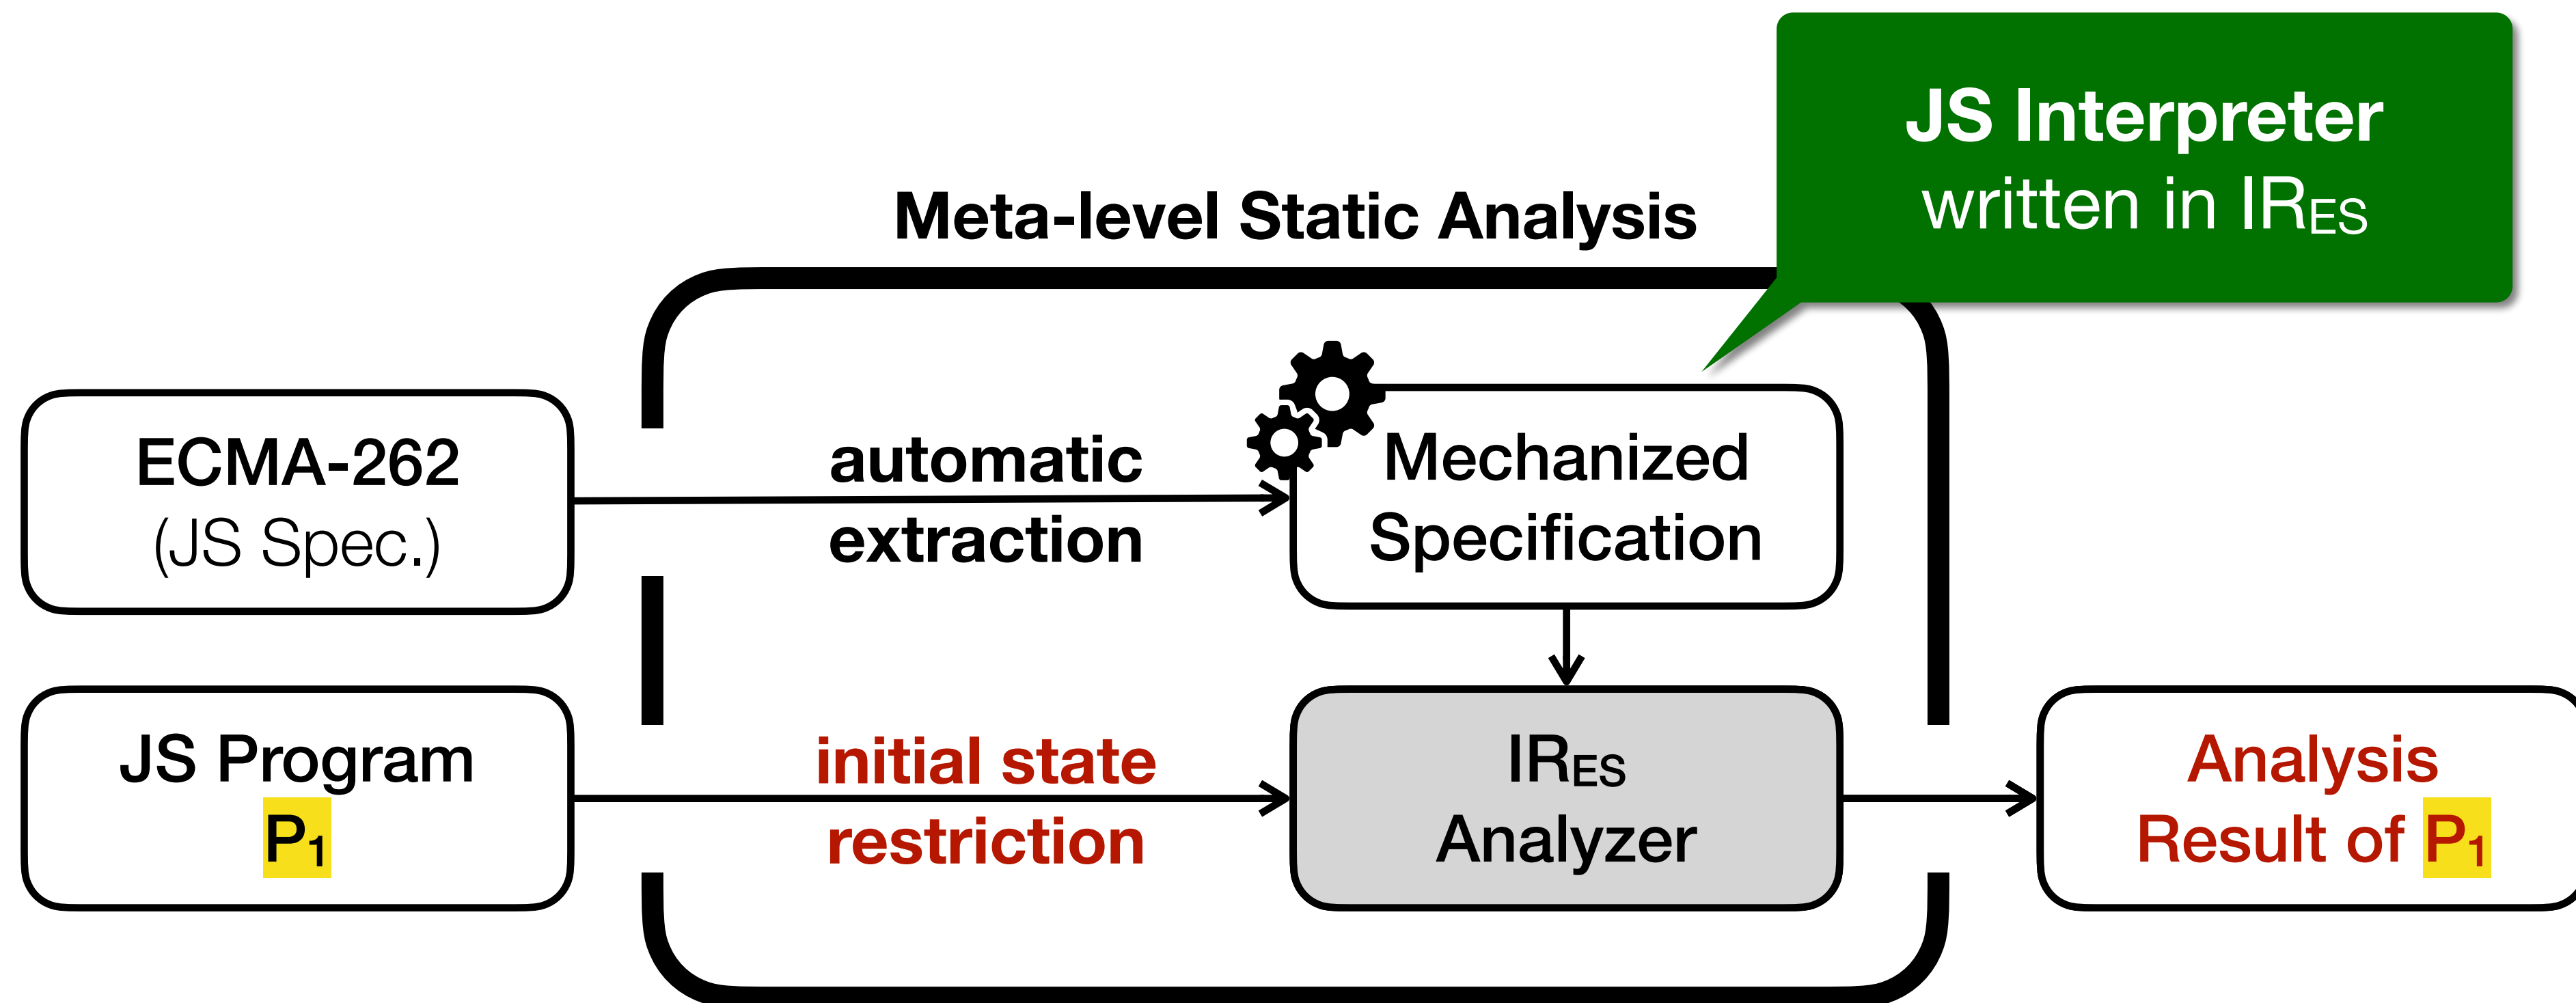 JS Interpreter
written in IRES
Meta-level Static Analysis
ECMA-262
(JS Spec.)
automatic
extraction
Mechanized
Specification
JS Program
P1
initial state
restriction
IRES
Analyzer
Analysis
Result of P1